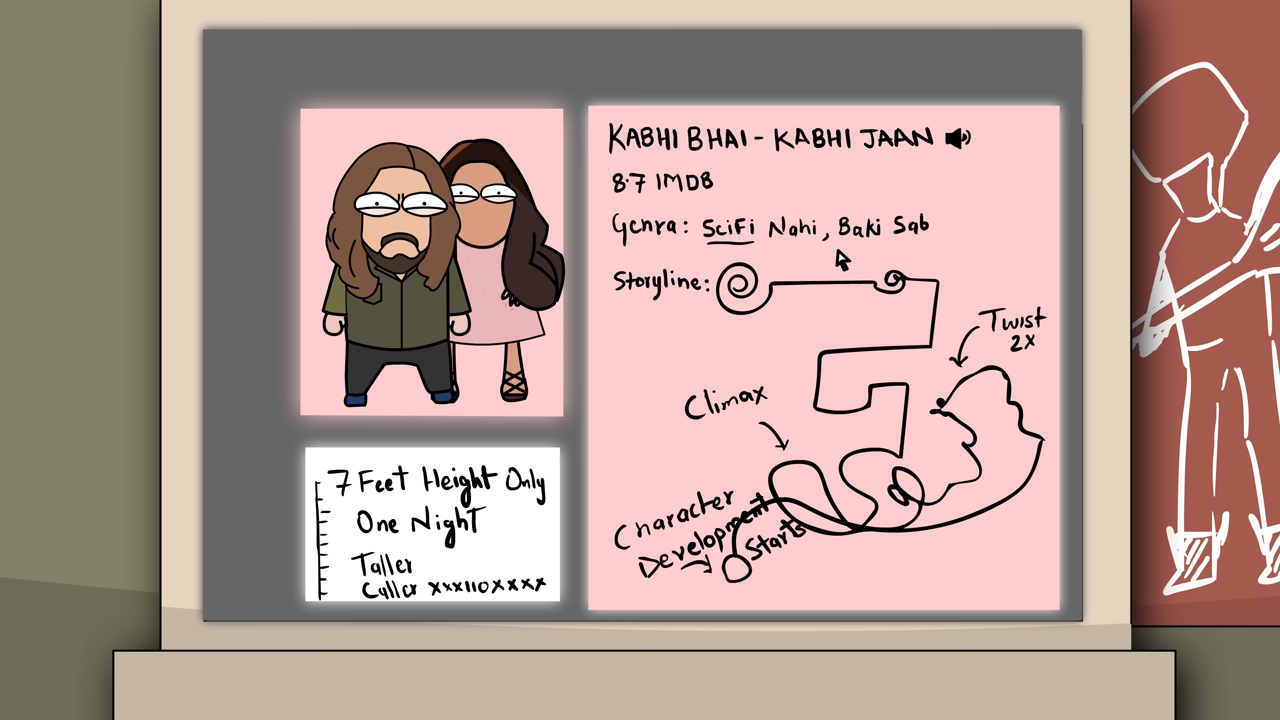 KABHI BHAI - KABHI JAAN
8.7 IMDB
Genra: SciFi Nahi, Baki Sab
Storyline:
Twist
2X
Climax
Character
Development
Starts
7 Feet Height Only
One Night
Taller
Caller xxx110xxxx